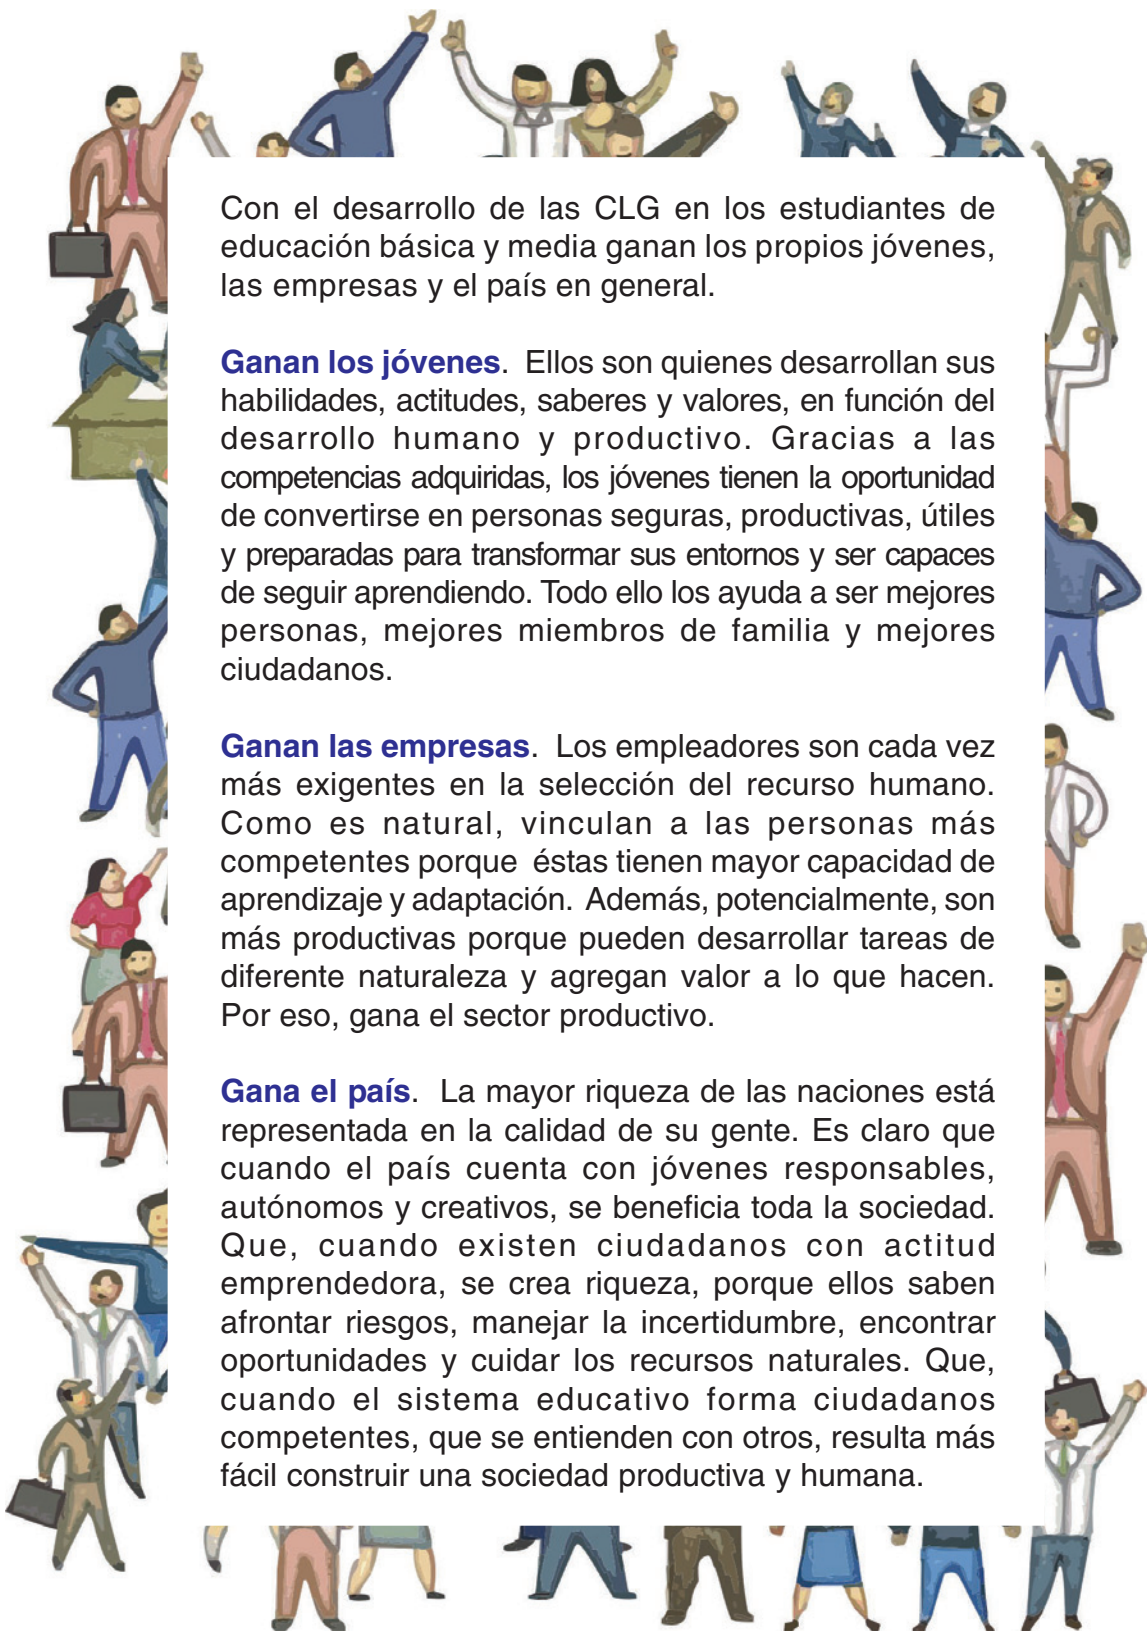 Con el desarrollo de las CLG en los estudiantes de
educación básica y media ganan los propios jóvenes,
las empresas y el país en general.
Ganan los jóvenes. Ellos son quienes desarrollan sus
habilidades, actitudes, saberes y valores, en función del
desarrollo humano y productivo. Gracias a las
competencias adquiridas, los jóvenes tienen la oportunidad
de convertirse en personas seguras, productivas, útiles
y preparadas para transformar sus entornos y ser capaces
de seguir aprendiendo. Todo ello los ayuda a ser mejores
personas, mejores miembros de familia y mejores
ciudadanos.
Ganan las empresas. Los empleadores son cada vez
más exigentes en la selección del recurso humano.
Como es natural, vinculan a las personas más
competentes porque éstas tienen mayor capacidad de
aprendizaje y adaptación. Además, potencialmente, son
más productivas porque pueden desarrollar tareas de
diferente naturaleza y agregan valor a lo que hacen.
Por eso, gana el sector productivo.
Gana el país. La mayor riqueza de las naciones está
representada en la calidad de su gente. Es claro que
cuando el país cuenta con jóvenes responsables,
autónomos y creativos, se beneficia toda la sociedad.
Que, cuando existen ciudadanos con actitud
emprendedora, se crea riqueza, porque ellos saben
afrontar riesgos, manejar la incertidumbre, encontrar
oportunidades y cuidar los recursos naturales. Que,
cuando el sistema educativo forma ciudadanos
competentes, que se entienden con otros, resulta más
fácil construir una sociedad productiva y humana.